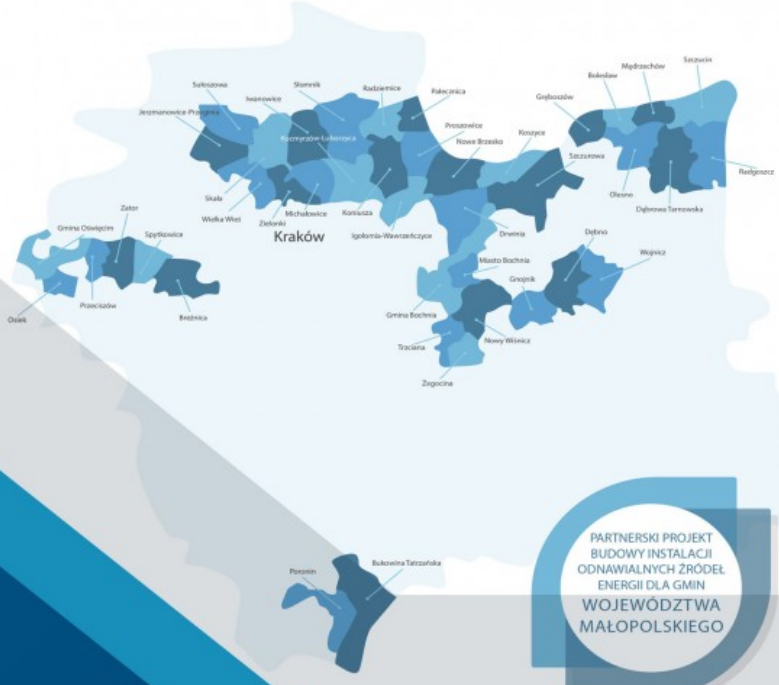 Szczucin
Mędrzechów
Bolesław
Sułoszowa
Słomnik
Radziemice
Pałecznica
Iwanowice
Gręboszów
Jerzmanowice-Przeginia
Proszowice
Koszyce
Kocmyrzów-Luborzyca
Nowe Brzesko
Szczurowa
Radgoszcz
Skała
Olesno
Wielka Wieś
Zielonki
Michałowice
Koniusza
Dąbrowa Tarnowska
Zator
Kraków
Igołomia-Wawrzeńczyce
Drwinia
Dębno
Gmina Oświęcim
Spytkowice
Wojnicz
Miasto Bochnia
Gnojnik
Osiek
Przeciszów
Brzeźnica
Gmina Bochnia
Trzciana
Nowy Wiśnicz
Żegocina
PARTNERSKI PROJEKT
BUDOWY INSTALACJI
ODNAWIALNYCH ŹRÓDEŁ
ENERGII DLA GMIN
WOJEWÓDZTWA
MAŁOPOLSKIEGO
Poronin
Bukowina Tatrzańska